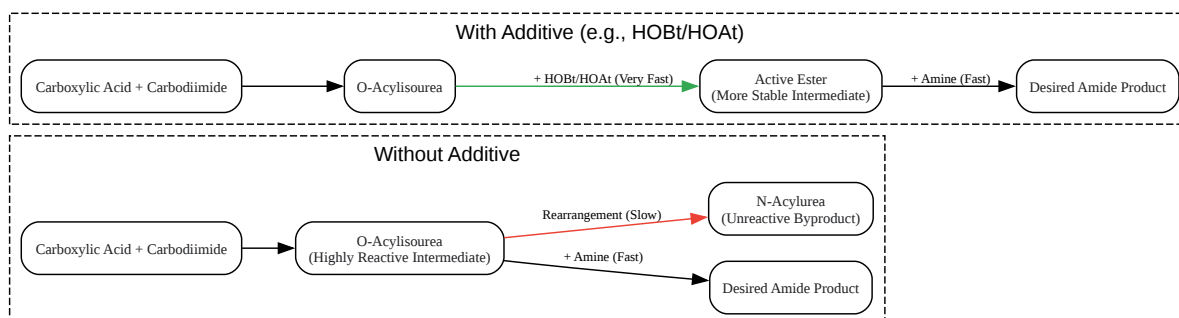 With Additive (e.g., HOBt/HOAt)
Carboxylic Acid + Carbodiimide
O-Acylisourea
+ HOBt/HOAt (Very Fast)
Active Ester
(More Stable Intermediate)
+ Amine (Fast)
Desired Amide Product
Without Additive
Carboxylic Acid + Carbodiimide
O-Acylisourea
(Highly Reactive Intermediate)
Rearrangement (Slow)
N-Acylurea
(Unreactive Byproduct)
+ Amine (Fast)
Desired Amide Product